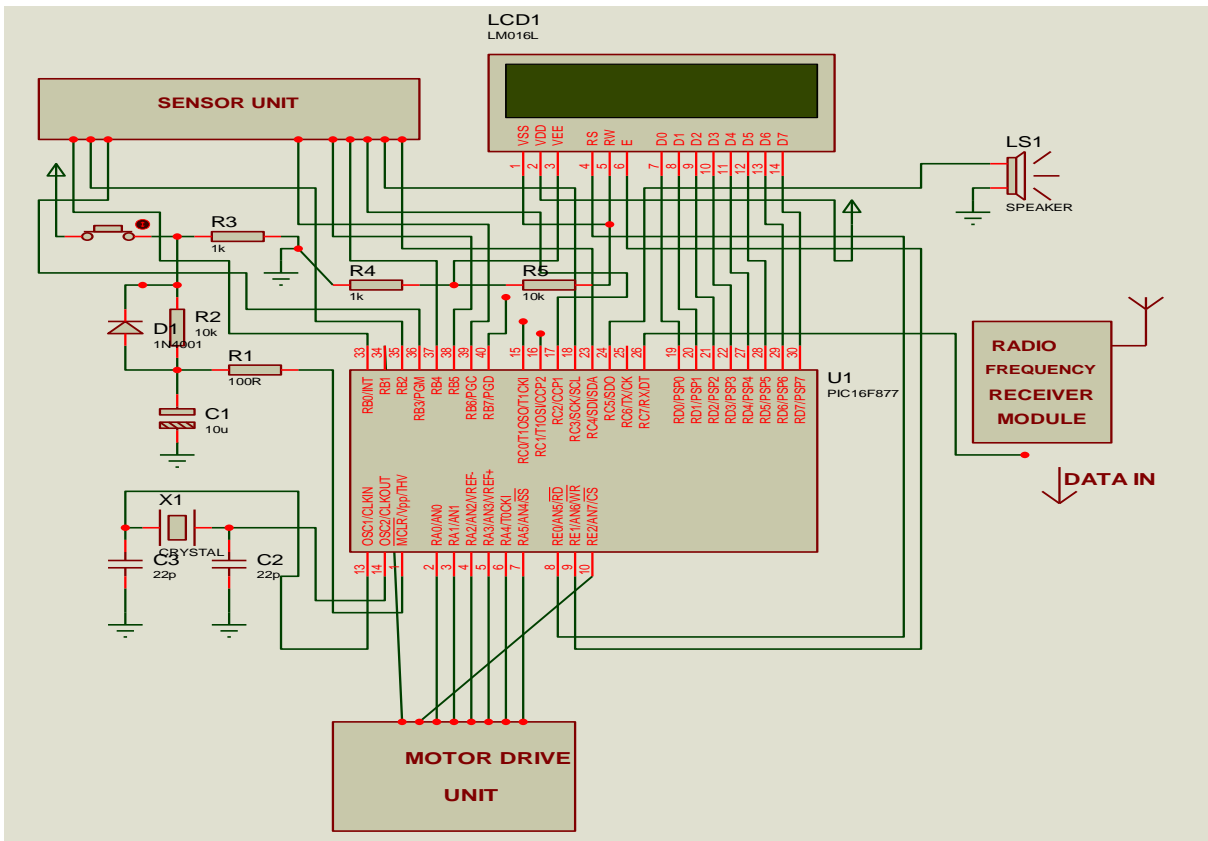 LCD1
LM016L
SENSOR UNIT
VSS
VDD
VEE
RS
RW
E
D0
D1
D2
D3
D4
D5
D6
D7
1
2
3
4
5
6
7
8
9
10
11
12
13
14
LS1
SPEAKER
R3
1k
R4
1k
R5
10k
D1
1N4001
R2
10k
R1
100R
C1
10u
33
34
35
36
37
38
39
40
15
16
17
18
23
24
25
26
19
20
21
22
27
28
29
30
U1
PIC16F877
RB0/INT
RB1
RB2
RB3/PGM
RB4
RB5
RB6/PGC
RB7/PGD
RC0/T1OSO/T1CKI
RC1/T1OSI/CCP2
RC2/CCP1
RC3/SCK/SCL
RC4/SDI/SDA
RC5/SDO
RC6/TX/CK
RC7/RX/DT
RD0/PSP0
RD1/PSP1
RD2/PSP2
RD3/PSP3
RD4/PSP4
RD5/PSP5
RD6/PSP6
RD7/PSP7
RADIO
FREQUENCY
RECEIVER
MODULE
DATA IN
X1
CRYSTAL
C3
22p
C2
22p
OSC1/CLKIN
OSC2/CLKOUT
MCLR/Vpp/THV
RA0/AN0
RA1/AN1
RA2/AN2/VREF-
RA3/AN3/VREF+
RA4/T0CKI
RA5/AN4/SS
RE0/AN5/RD
RE1/AN6/WR
RE2/AN7/CS
13
14
1
2
3
4
5
6
7
8
9
10
MOTOR DRIVE
UNIT